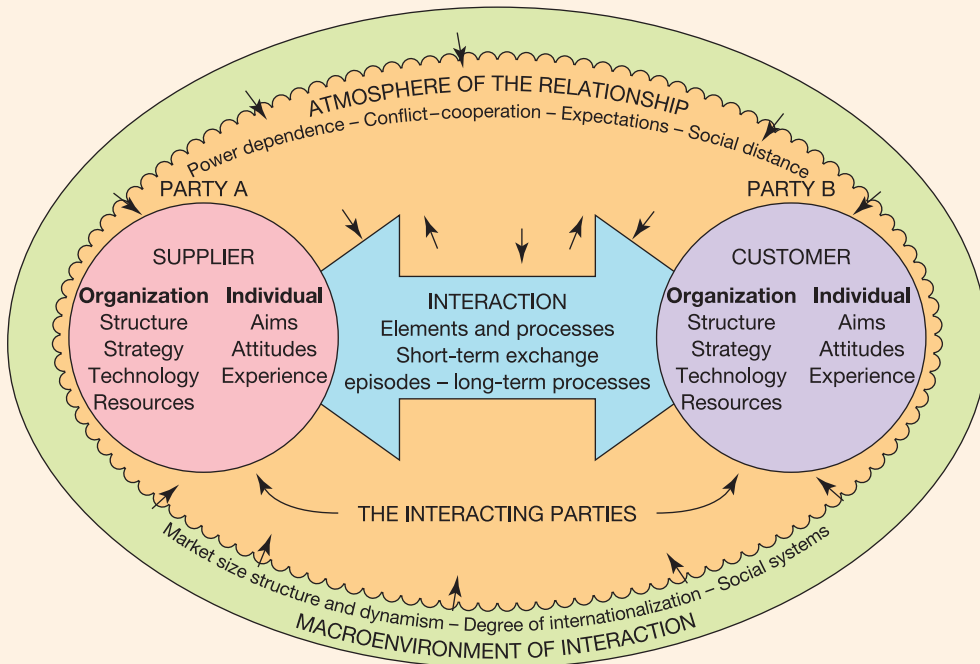 ATMOSPHERE OF THE RELATIONSHIP
Power dependence – Conflict–cooperation – Expectations – Social distance
PARTY A
PARTY B
SUPPLIER
Organization Individual
Structure Aims
Strategy Attitudes
Technology Experience
Resources
INTERACTION
Elements and processes
Short-term exchange
episodes – long-term processes
CUSTOMER
Organization Individual
Structure Aims
Strategy Attitudes
Technology Experience
Resources
THE INTERACTING PARTIES
Market size structure and dynamism – Degree of internationalization – Social systems
MACROENVIRONMENT OF INTERACTION